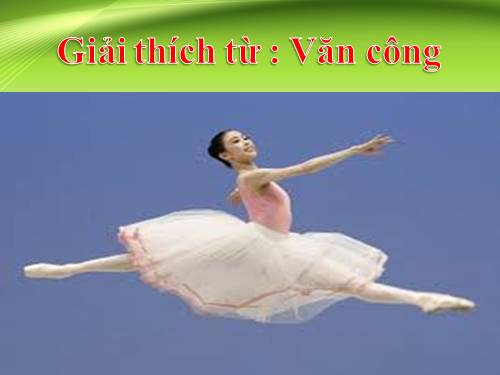 Giải thích từ : Văn công